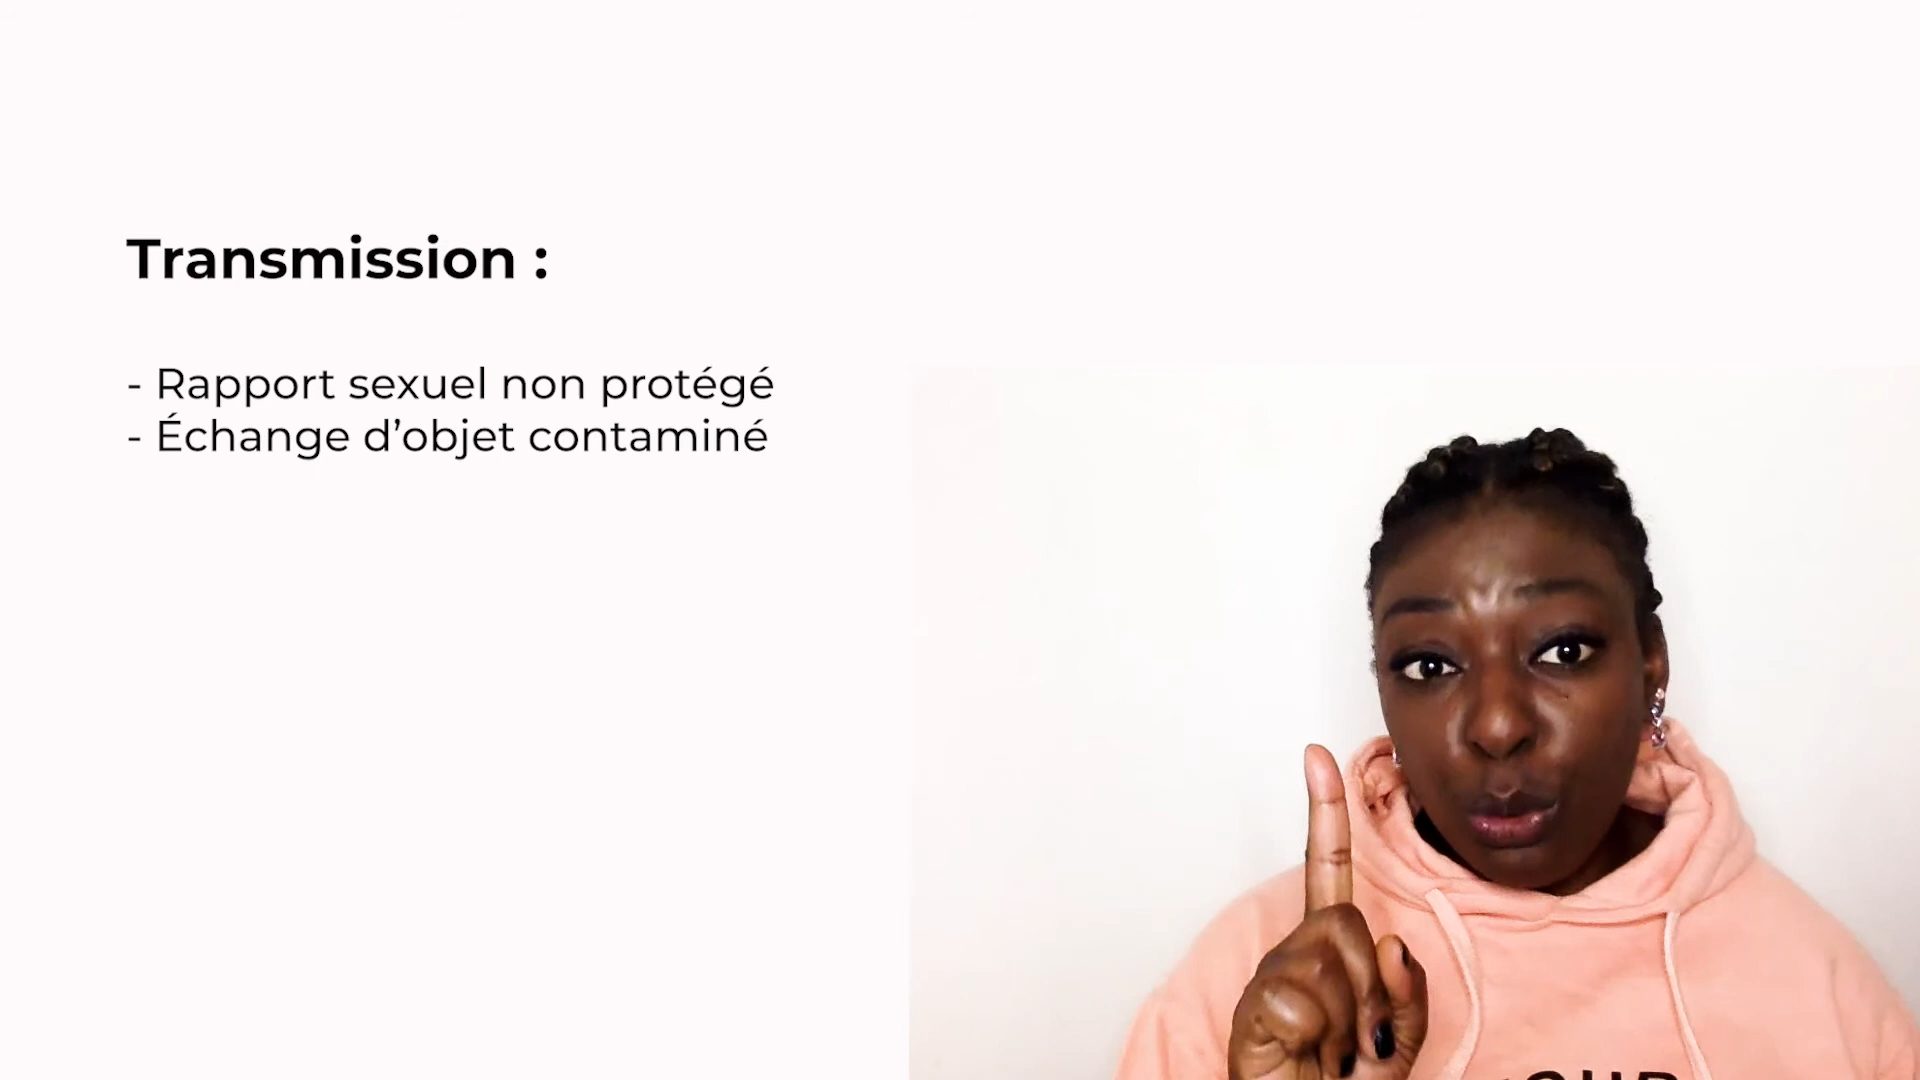 Transmission :
- Rapport sexuel non protégé
- Échange d’objet contaminé